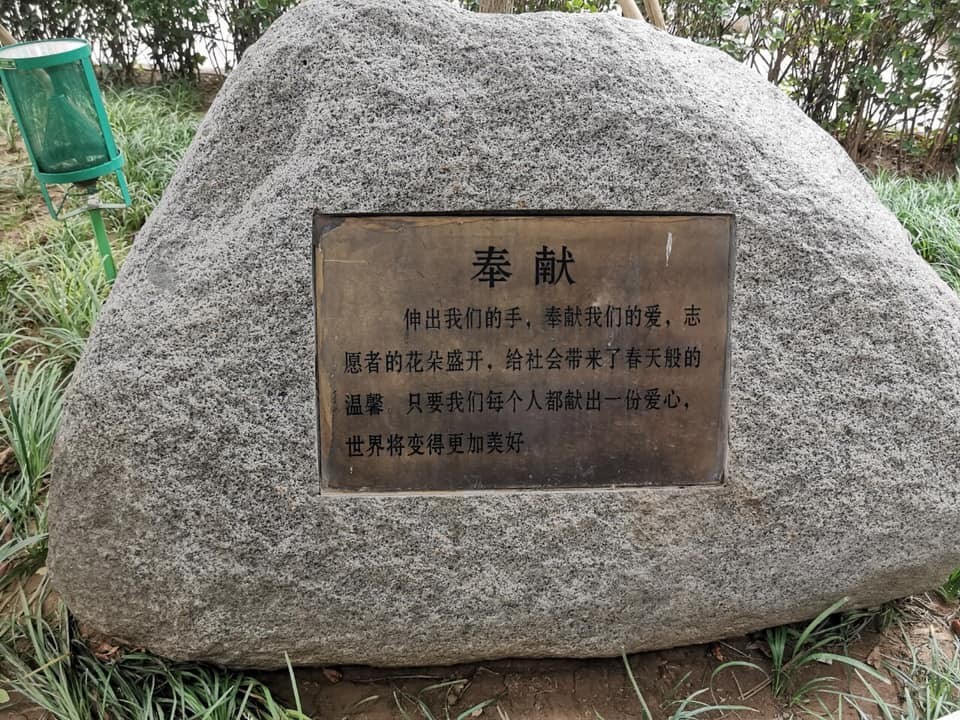 奉献
伸出我们的手，奉献我们的爱，志
愿者的花朵盛开，给社会带来了春天般的
温馨 只要我们每个人都献出一份爱心，
世界将变得更加美好